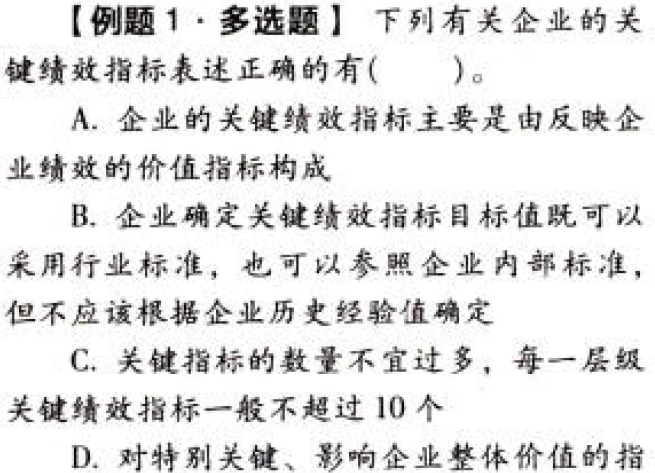 【例题1·多选题】 下列有关企业的关
键绩效指标表述正确的有(　　)。
A. 企业的关键绩效指标主要是由反映企
业绩效的价值指标构成
B. 企业确定关键绩效指标目标值既可以
采用行业标准，也可以参照企业内部标准，
但不应该根据企业历史经验值确定
C. 关键指标的数量不宜过多，每一层级
关键绩效指标一般不超过10个
D. 对特别关键、影响企业整体价值的指